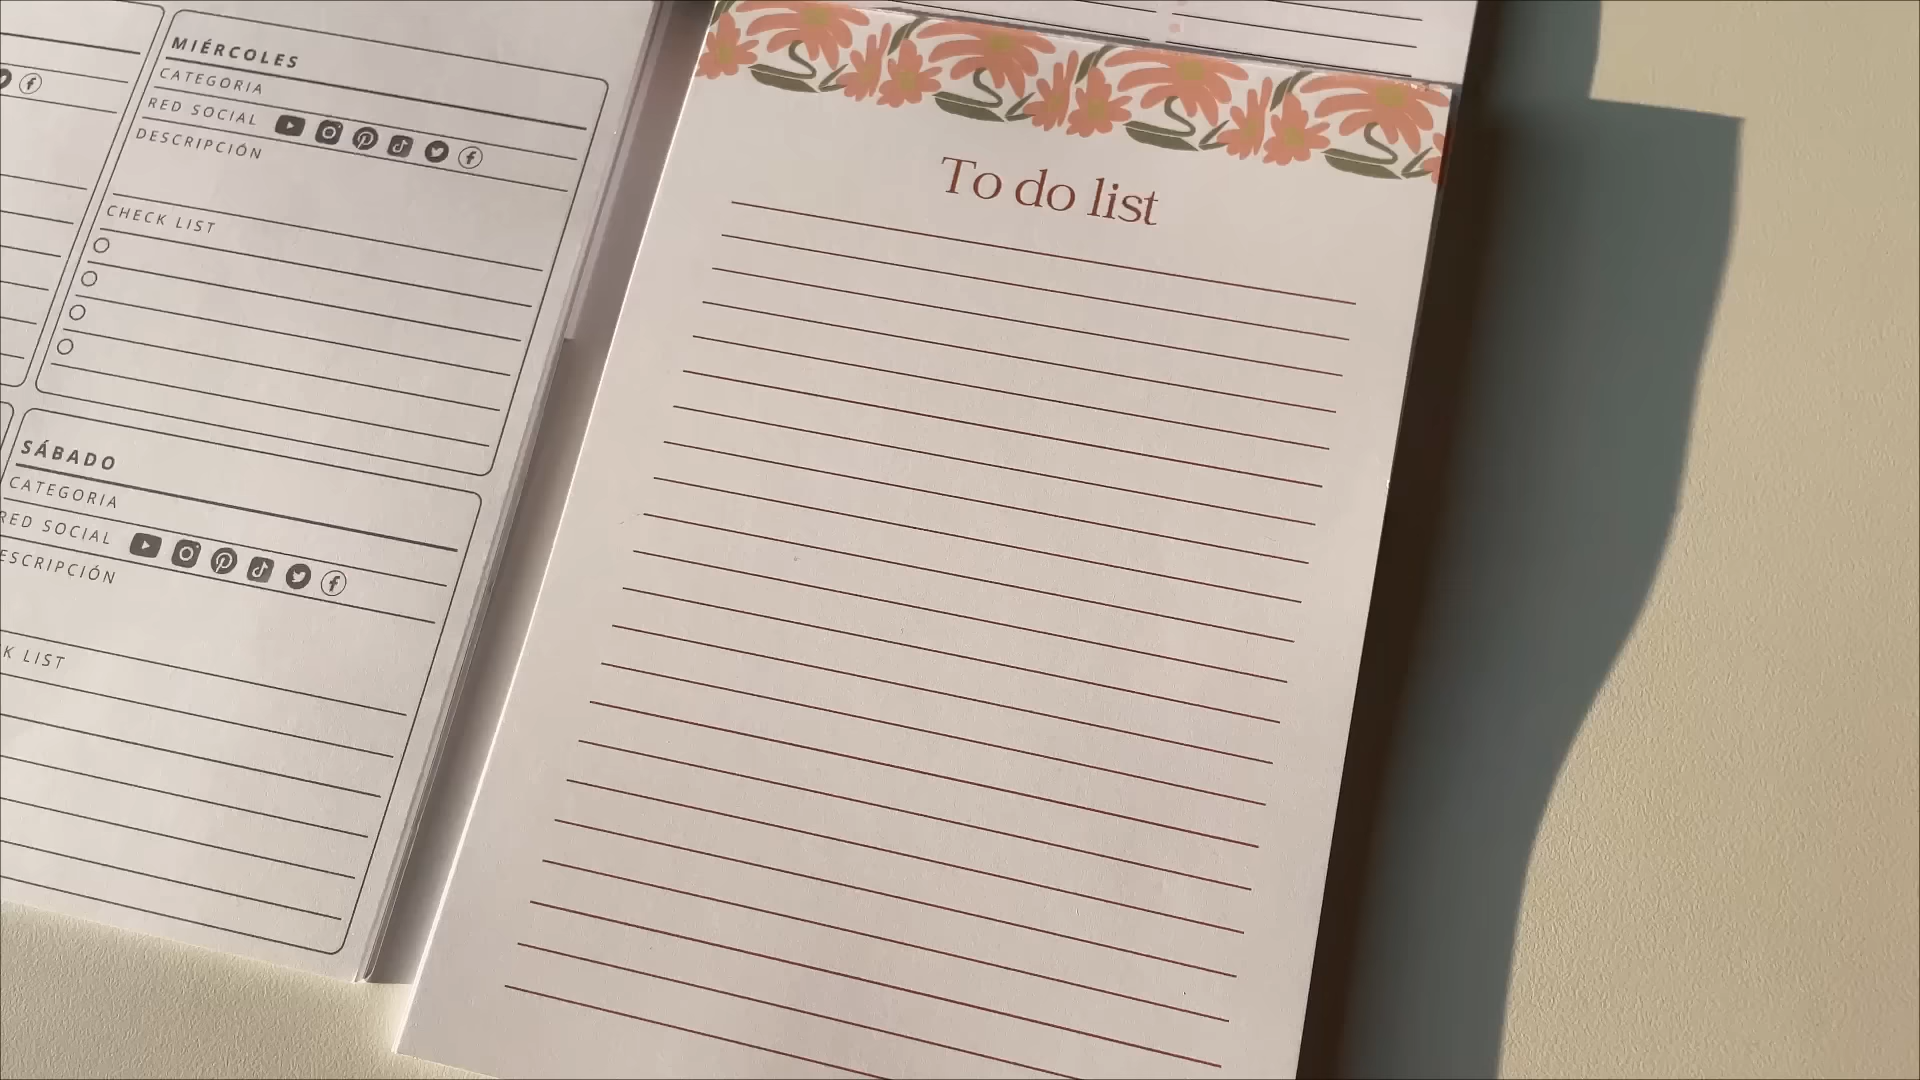 MIÉRCOLES
CATEGORIA
RED SOCIAL
DESCRIPCIÓN
CHECK LIST
SÁBADO
CATEGORIA
RED SOCIAL
ESCRIPCIÓN
K LIST
To do list